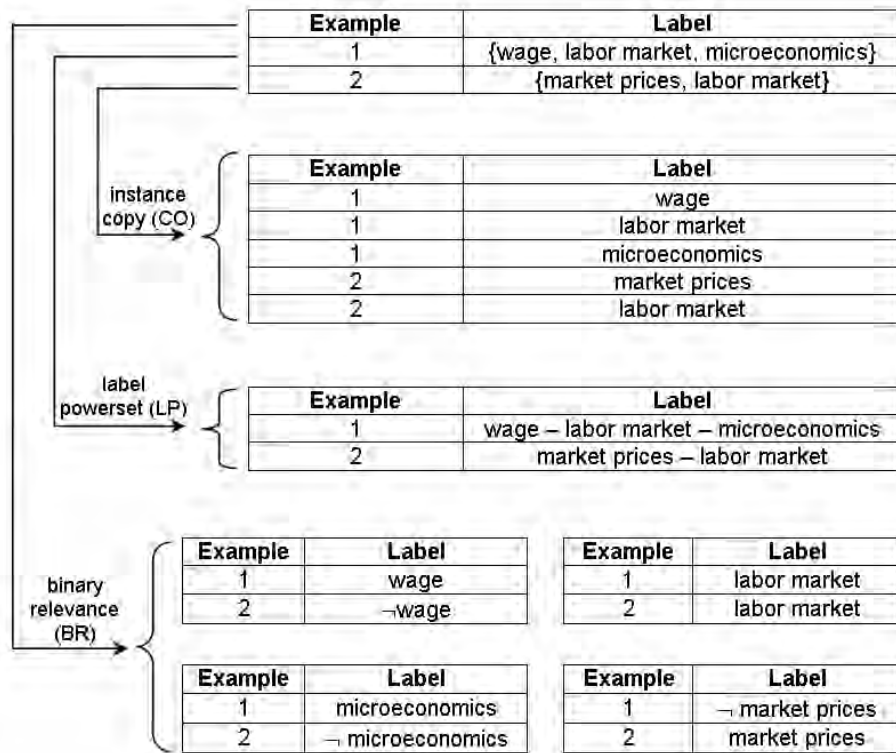 Example Label
1 {wage, labor market, microeconomics}
2 {market prices, labor market}
instance
copy (CO)
Example Label
1 wage
1 labor market
1 microeconomics
2 market prices
2 labor market
label
powerset (LP)
Example Label
1 wage – labor market – microeconomics
2 market prices – labor market
binary
relevance
(BR)
Example Label
1 wage
2 ¬wage
Example Label
1 labor market
2 labor market
Example Label
1 microeconomics
2 ¬ microeconomics
Example Label
1 ¬ market prices
2 market prices